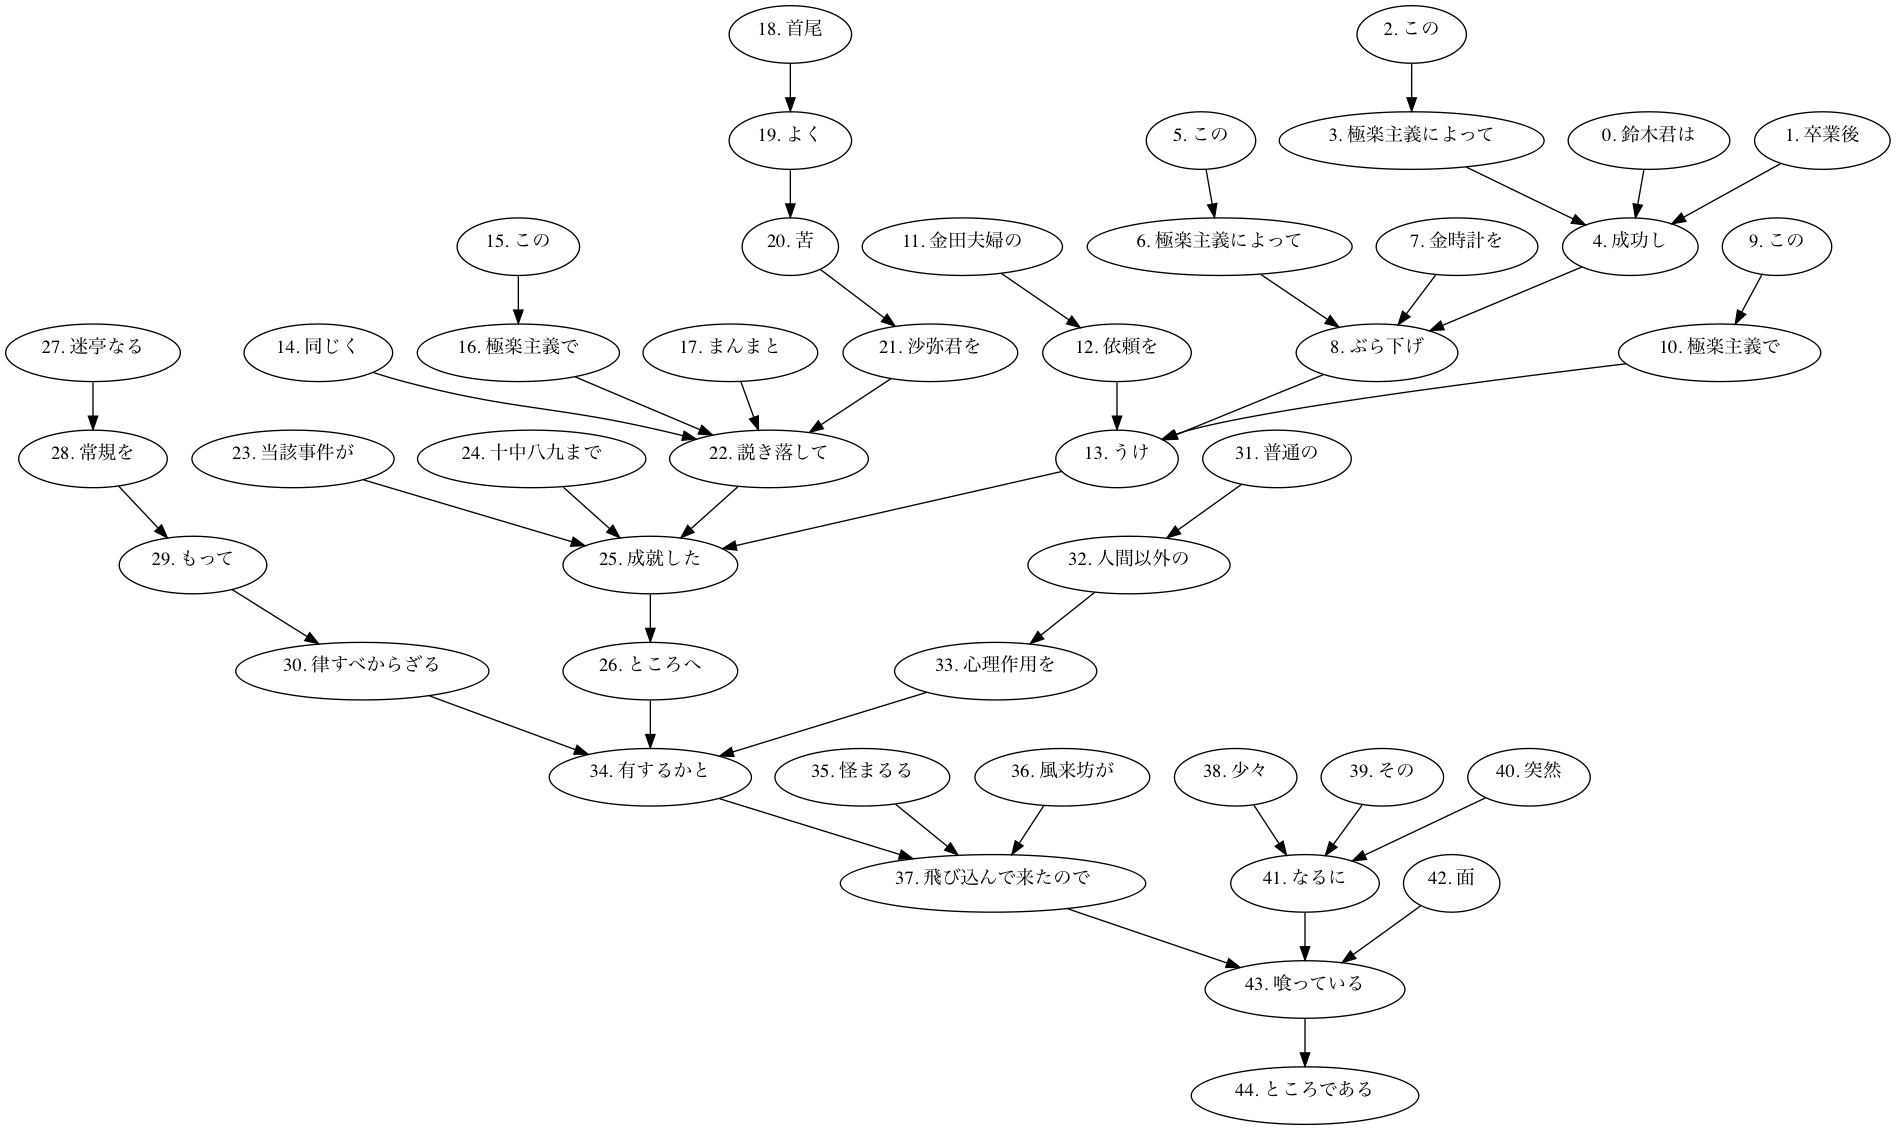 18. 首尾
2. この
19. よく
5. この
3. 極楽主義によって
0. 鈴木君は
1. 卒業後
15. この
20. 苦
11. 金田夫婦の
6. 極楽主義によって
7. 金時計を
4. 成功し
9. この
27. 迷亭なる
14. 同じく
16. 極楽主義で
17. まんまと
21. 沙弥君を
12. 依頼を
8. ぶら下げ
10. 極楽主義で
28. 常規を
23. 当該事件が
24. 十中八九まで
22. 説き落して
13. うけ
31. 普通の
29. もって
25. 成就した
32. 人間以外の
30. 律すべからざる
26. ところへ
33. 心理作用を
34. 有するかと
35. 怪まるる
36. 風来坊が
38. 少々
39. その
40. 突然
37. 飛び込んで来たので
41. なるに
42. 面
43. 喰っている
44. ところである